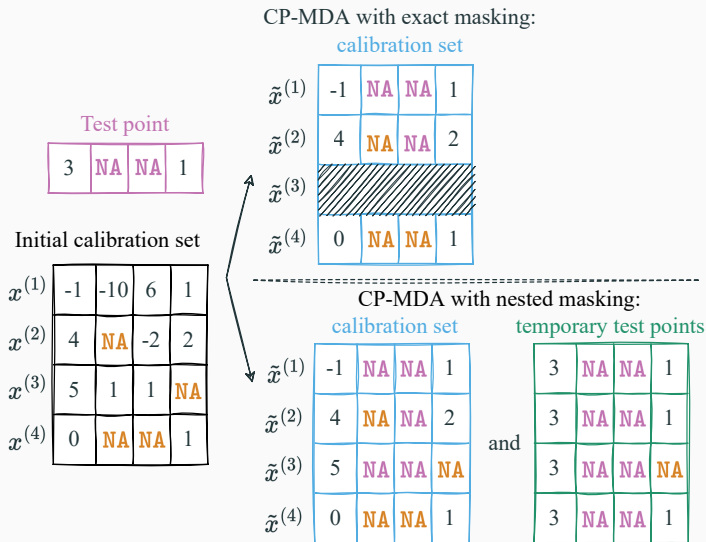 CP-MDA with exact masking:
calibration set
x̃⁽¹⁾ -1 NA NA 1
x̃⁽²⁾ 4 NA NA 2
x̃⁽³⁾
x̃⁽⁴⁾ 0 NA NA 1
Test point
3 NA NA 1
Initial calibration set
x⁽¹⁾ -1 -10 6 1
x⁽²⁾ 4 NA -2 2
x⁽³⁾ 5 1 1 NA
x⁽⁴⁾ 0 NA NA 1
CP-MDA with nested masking:
calibration set
x̃⁽¹⁾ -1 NA NA 1
x̃⁽²⁾ 4 NA NA 2
x̃⁽³⁾ 5 NA NA NA
x̃⁽⁴⁾ 0 NA NA 1
and
temporary test points
3 NA NA 1
3 NA NA 1
3 NA NA NA
3 NA NA 1